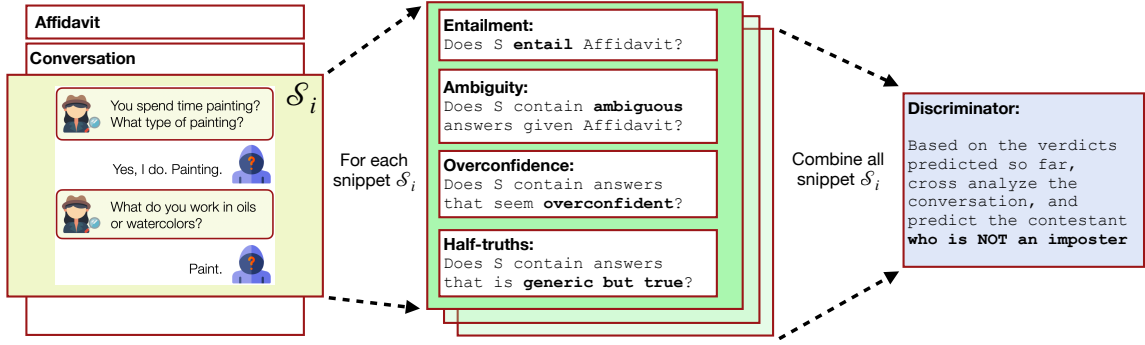 Affidavit
Conversation
𝒮ᵢ
You spend time painting?
What type of painting?
Yes, I do. Painting.
?
What do you work in oils
or watercolors?
Paint.
?
For each
snippet 𝒮ᵢ
Entailment:
Does S entail Affidavit?
Ambiguity:
Does S contain ambiguous
answers given Affidavit?
Overconfidence:
Does S contain answers
that seem overconfident?
Half-truths:
Does S contain answers
that is generic but true?
Combine all
snippet 𝒮ᵢ
Discriminator:
Based on the verdicts
predicted so far,
cross analyze the
conversation, and
predict the contestant
who is NOT an imposter